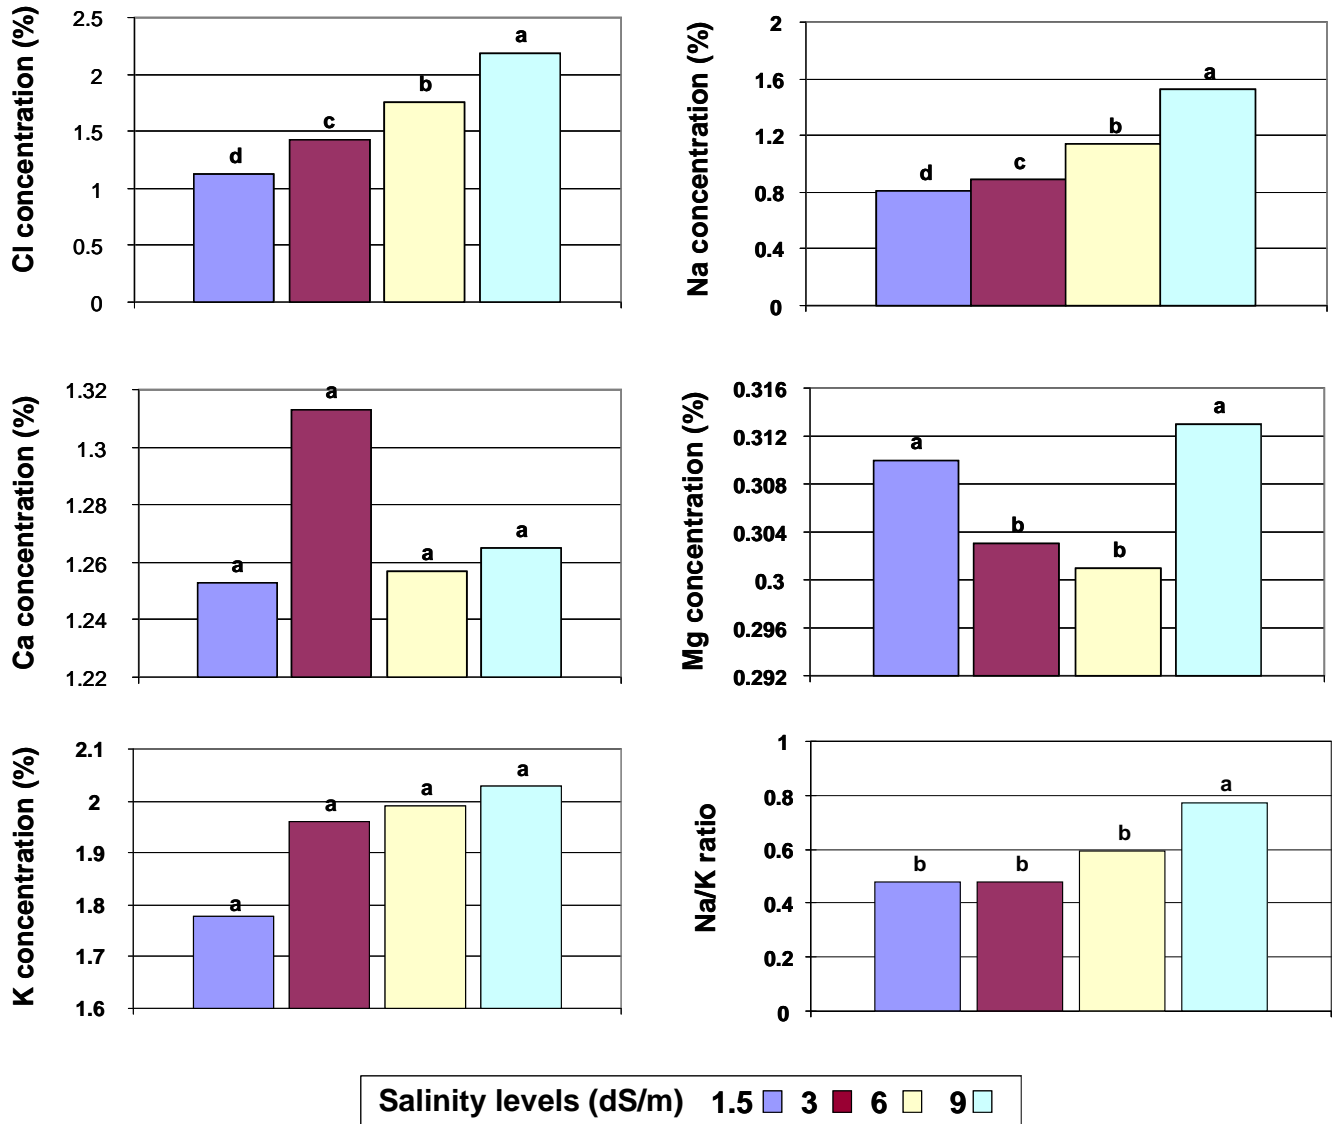 Cl concentration (%)
2.5
2
1.5
1
0.5
0
d
c
b
a
Na concentration (%)
2
1.6
1.2
0.8
0.4
0
d
c
b
a
Ca concentration (%)
1.32
1.3
1.28
1.26
1.24
1.22
a
a
a
a
Mg concentration (%)
0.316
0.312
0.308
0.304
0.3
0.296
0.292
a
b
b
a
K concentration (%)
2.1
2
1.9
1.8
1.7
1.6
a
a
a
a
Na/K ratio
1
0.8
0.6
0.4
0.2
0
b
b
b
a
Salinity levels (dS/m) 1.5 3 6 9